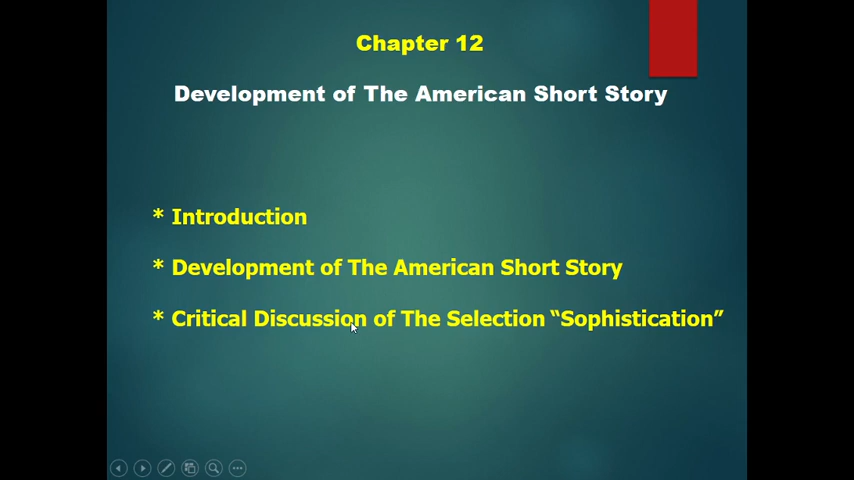 Chapter 12
Development of The American Short Story
* Introduction
* Development of The American Short Story
* Critical Discussion of The Selection “Sophistication”